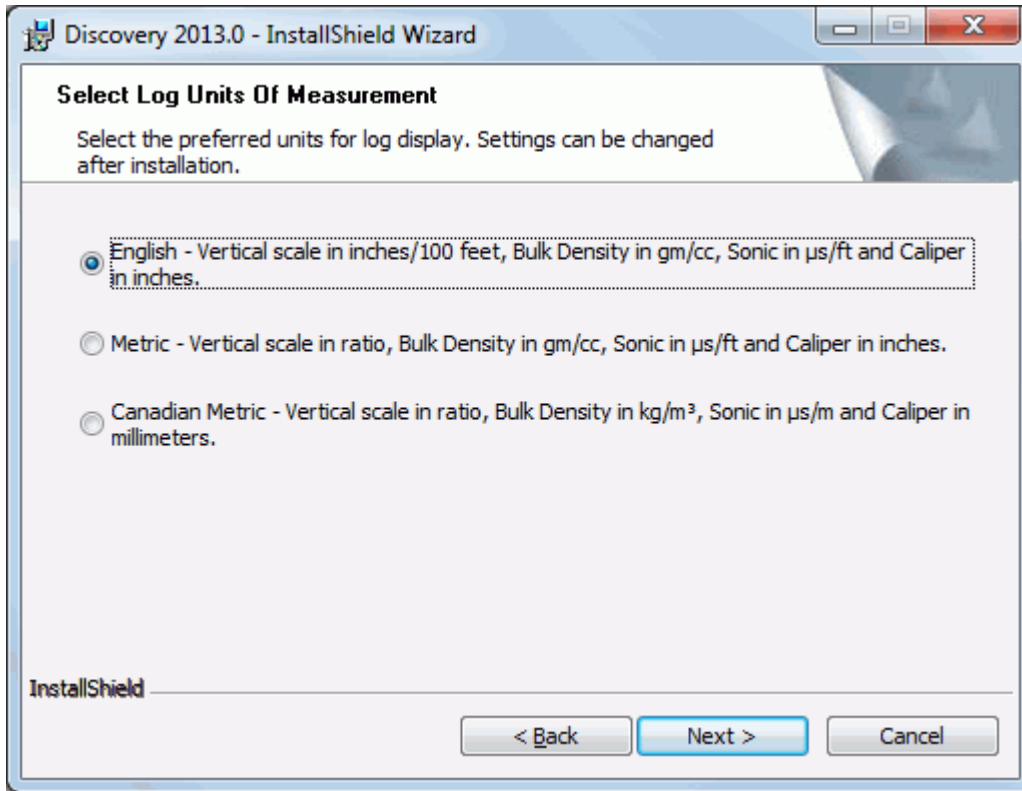 Discovery 2013.0 - InstallShield Wizard
Select Log Units Of Measurement
Select the preferred units for log display. Settings can be changed
after installation.
English - Vertical scale in inches/100 feet, Bulk Density in gm/cc, Sonic in µs/ft and Caliper
in inches.
Metric - Vertical scale in ratio, Bulk Density in gm/cc, Sonic in µs/ft and Caliper in inches.
Canadian Metric - Vertical scale in ratio, Bulk Density in kg/m³, Sonic in µs/m and Caliper in
millimeters.
InstallShield
< Back
Next >
Cancel